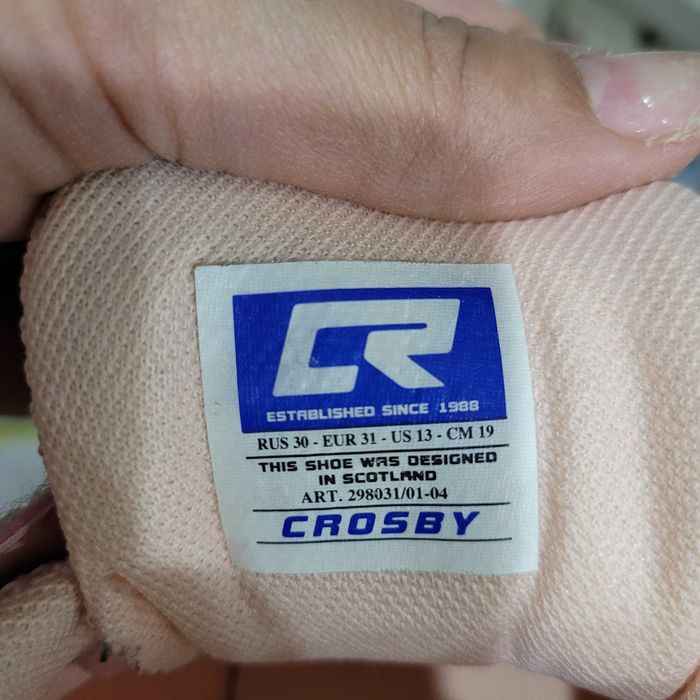 CR
ESTABLISHED SINCE 1988
RUS 30 - EUR 31 - US 13 - CM 19
THIS SHOE WAS DESIGNED
IN SCOTLAND
ART. 298031/01-04
CROSBY